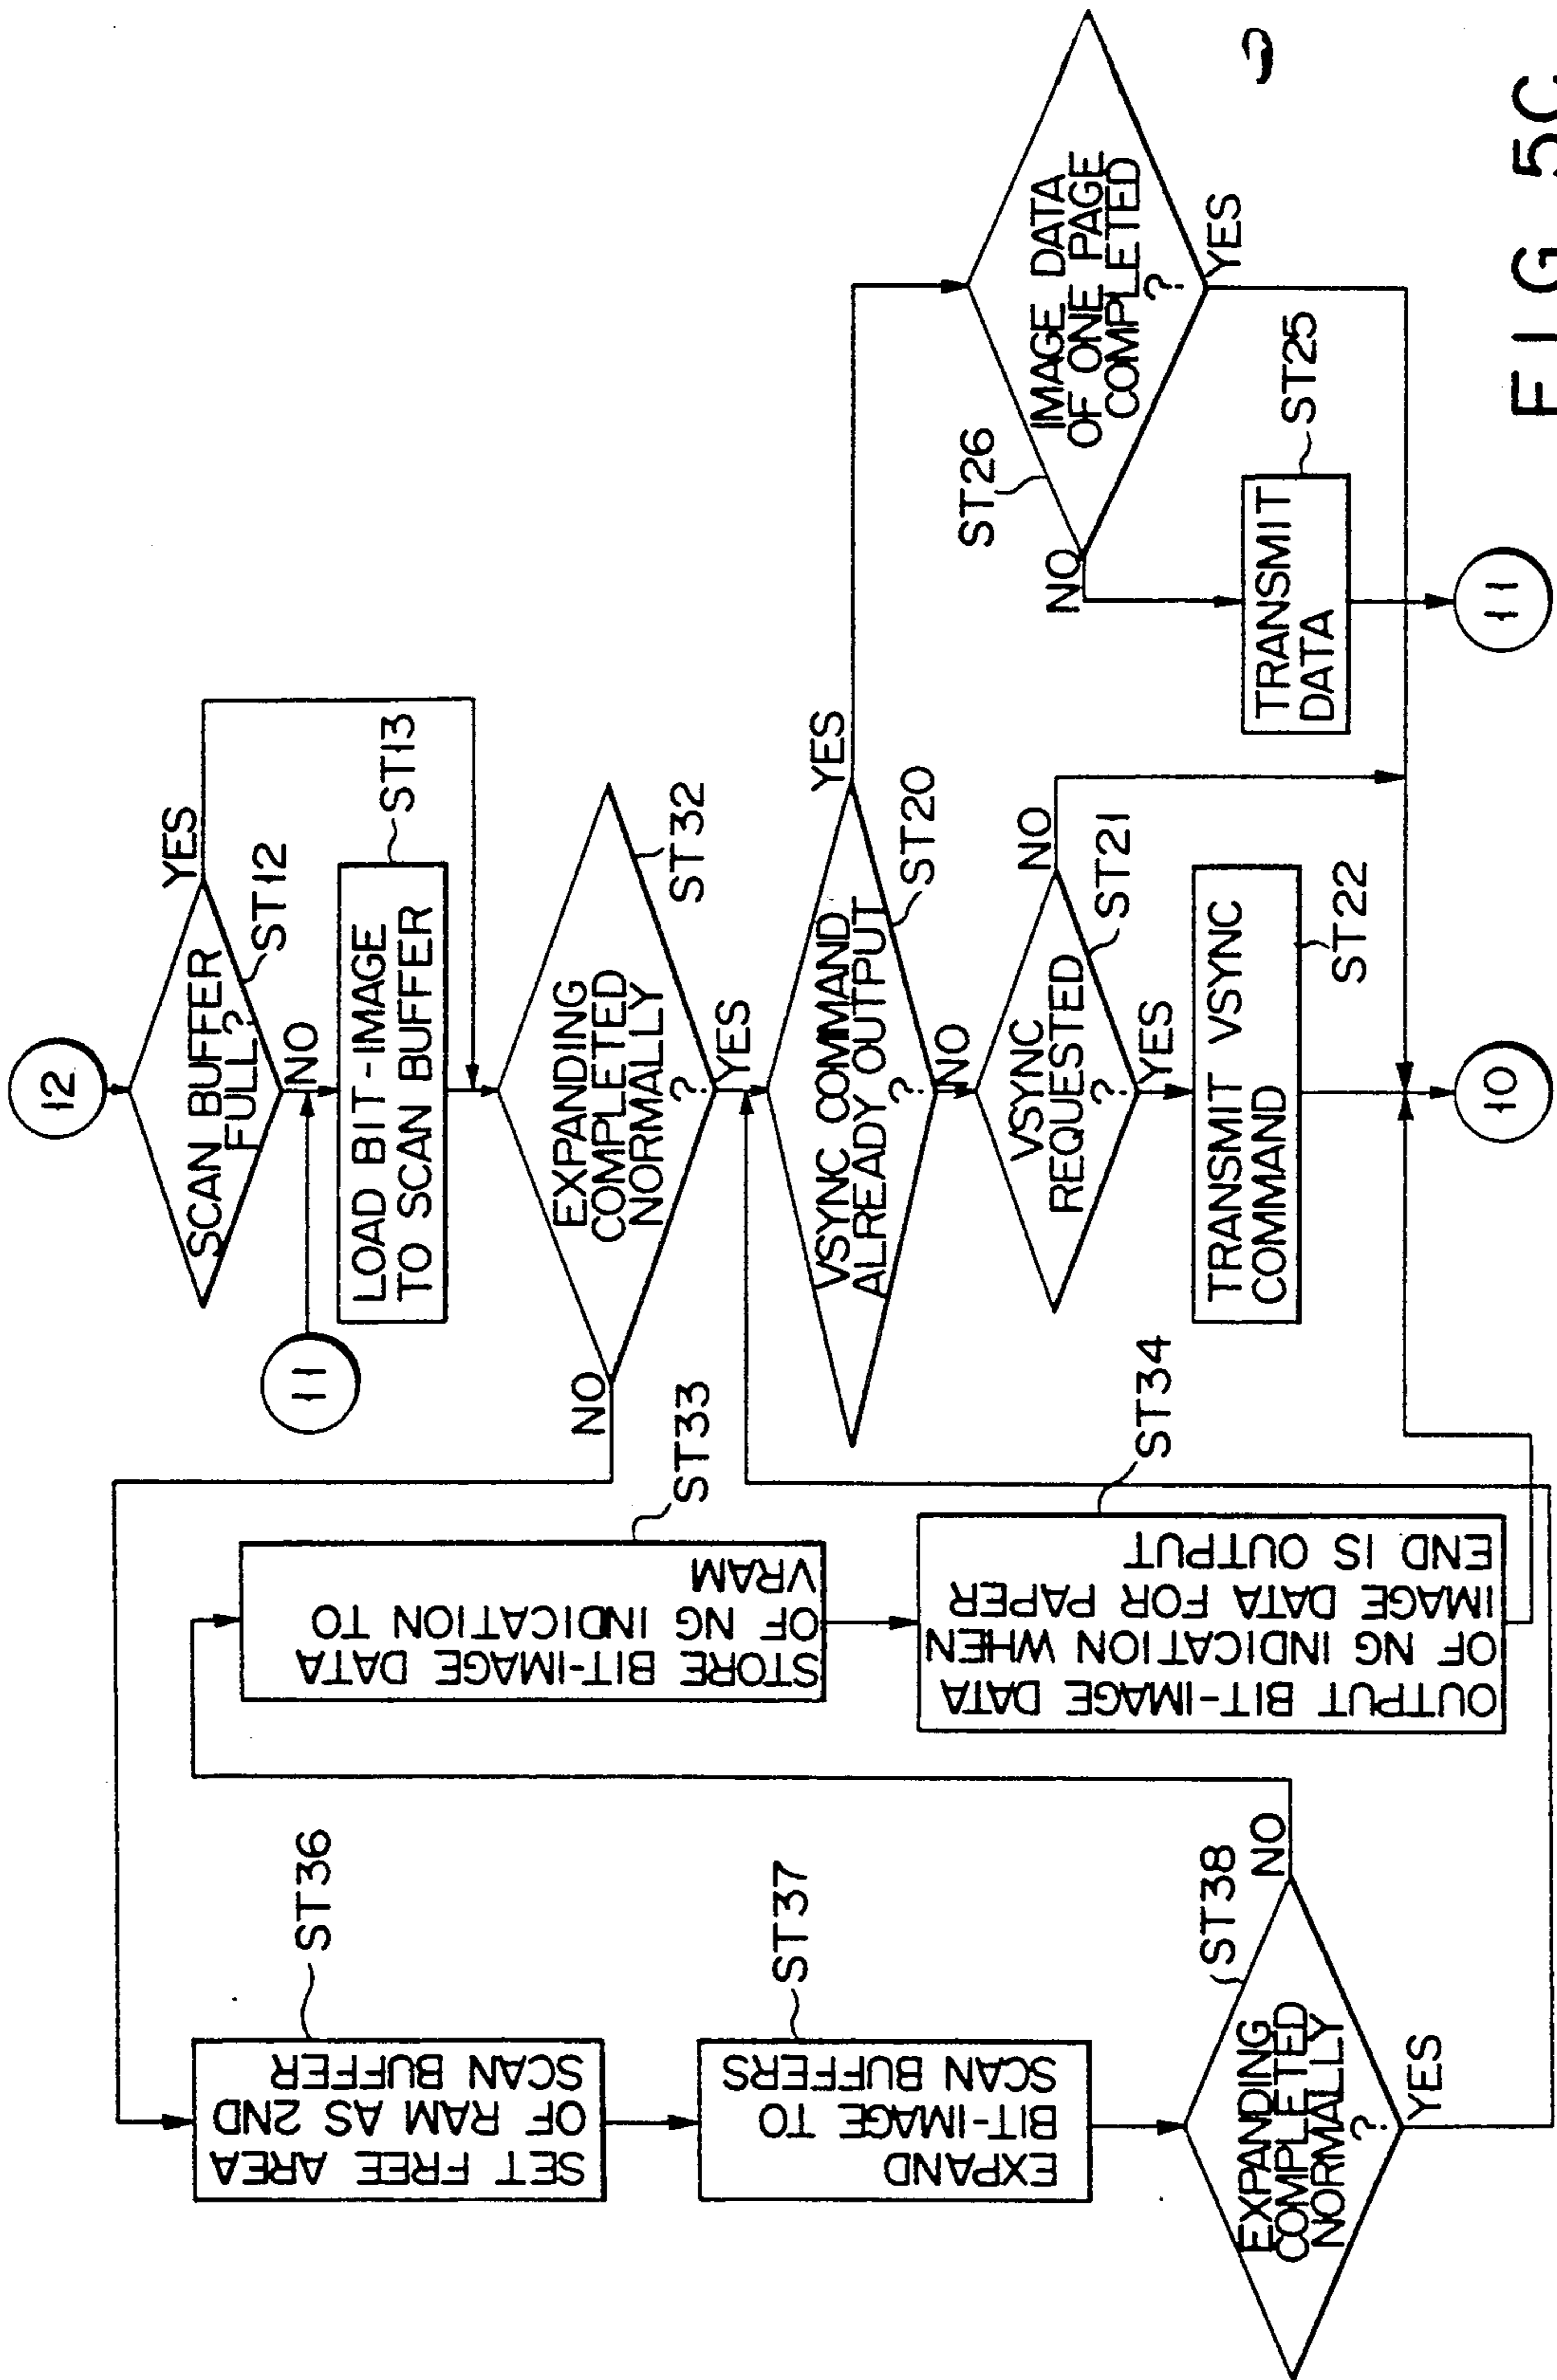 12
SCAN BUFFER
FULL?
ST12
YES
NO
11
LOAD BIT-IMAGE
TO SCAN BUFFER
ST13
EXPANDING
COMPLETED
NORMALLY
?
ST32
NO
YES
VSYNC COMMAND
ALREADY OUTPUT
?
ST20
YES
NO
VSYNC
REQUESTED
?
ST21
NO
YES
TRANSMIT VSYNC
COMMAND
ST22
10
IMAGE DATA
OF ONE PAGE
COMPLETED
?
ST26
NO
YES
TRANSMIT
DATA
ST25
11
SET FREE AREA
OF RAM AS 2ND
SCAN BUFFER
ST36
EXPAND
BIT-IMAGE TO
SCAN BUFFERS
ST37
EXPANDING
COMPLETED
NORMALLY
?
ST38
NO
YES
STORE BIT-IMAGE DATA
OF NG INDICATION TO
VRAM
ST33
OUTPUT BIT-IMAGE DATA
OF NG INDICATION WHEN
IMAGE DATA FOR PAPER
END IS OUTPUT
ST34
FIG 5C